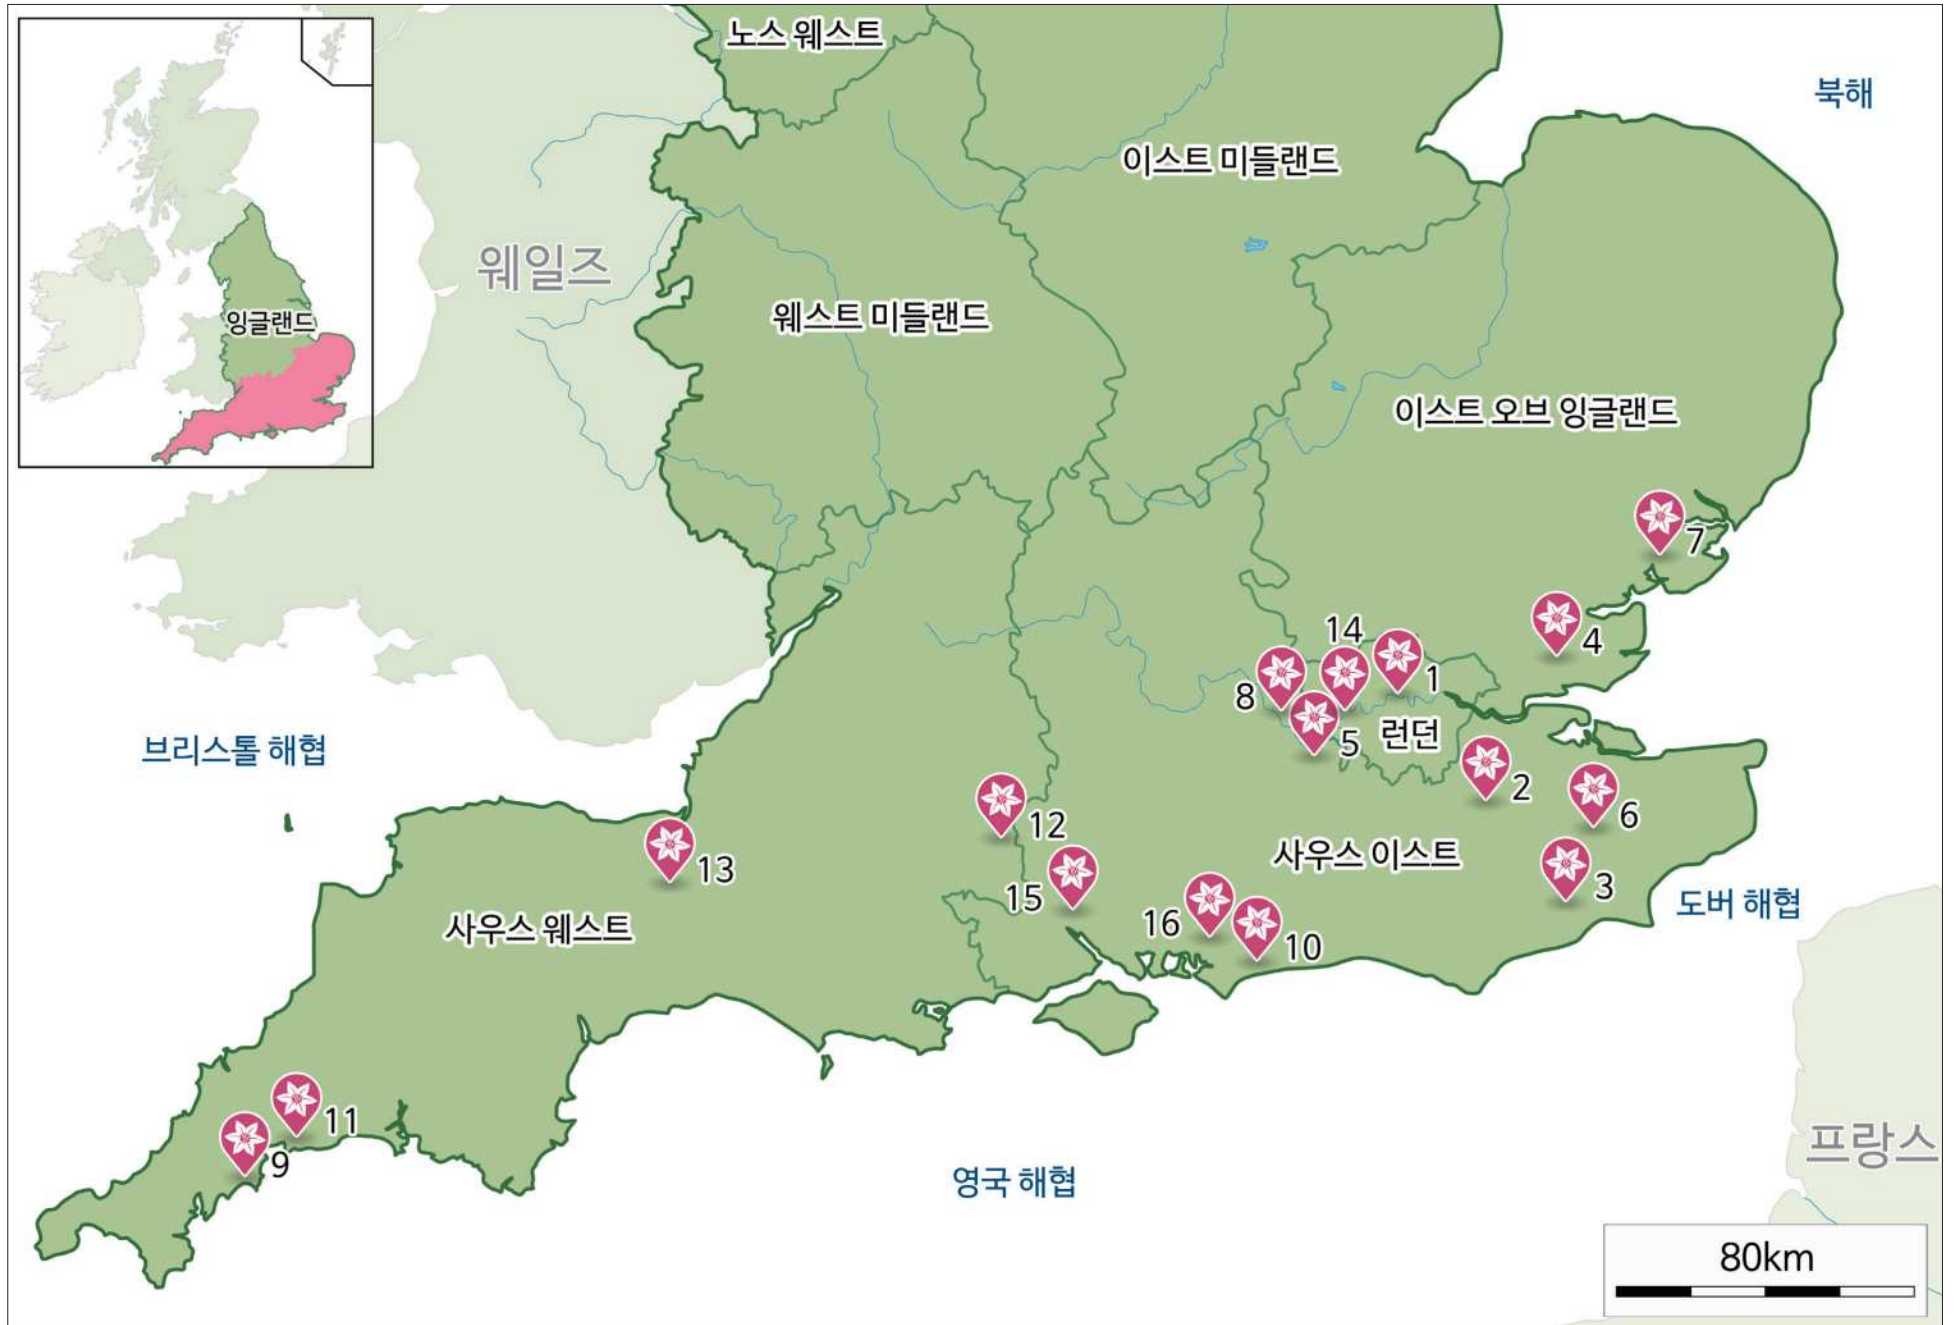 노스 웨스트
북해
이스트 미들랜드
웨일즈
잉글랜드
웨스트 미들랜드
이스트 오브 잉글랜드
7
14
4
1
8
브리스톨 해협
런던
5
2
6
12
13
사우스 이스트
15
3
도버 해협
16
사우스 웨스트
10
11
프랑스
9
영국 해협
80km